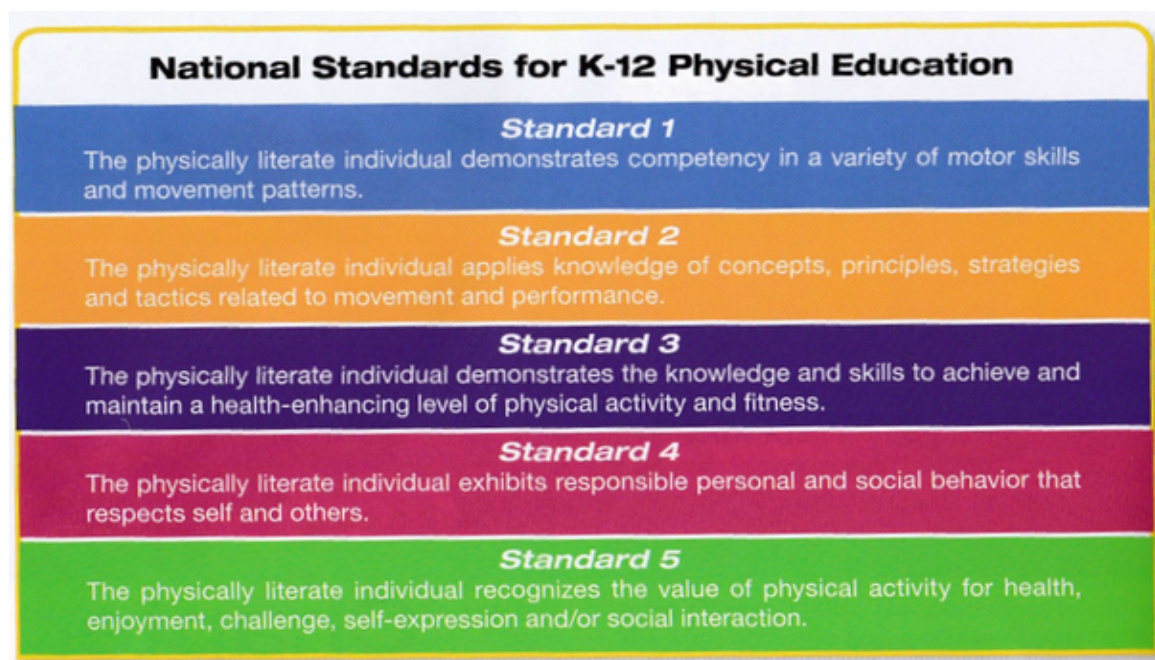 National Standards for K-12 Physical Education
Standard 1
The physically literate individual demonstrates competency in a variety of motor skills
and movement patterns.
Standard 2
The physically literate individual applies knowledge of concepts, principles, strategies
and tactics related to movement and performance.
Standard 3
The physically literate individual demonstrates the knowledge and skills to achieve and
maintain a health-enhancing level of physical activity and fitness.
Standard 4
The physically literate individual exhibits responsible personal and social behavior that
respects self and others.
Standard 5
The physically literate individual recognizes the value of physical activity for health,
enjoyment, challenge, self-expression and/or social interaction.